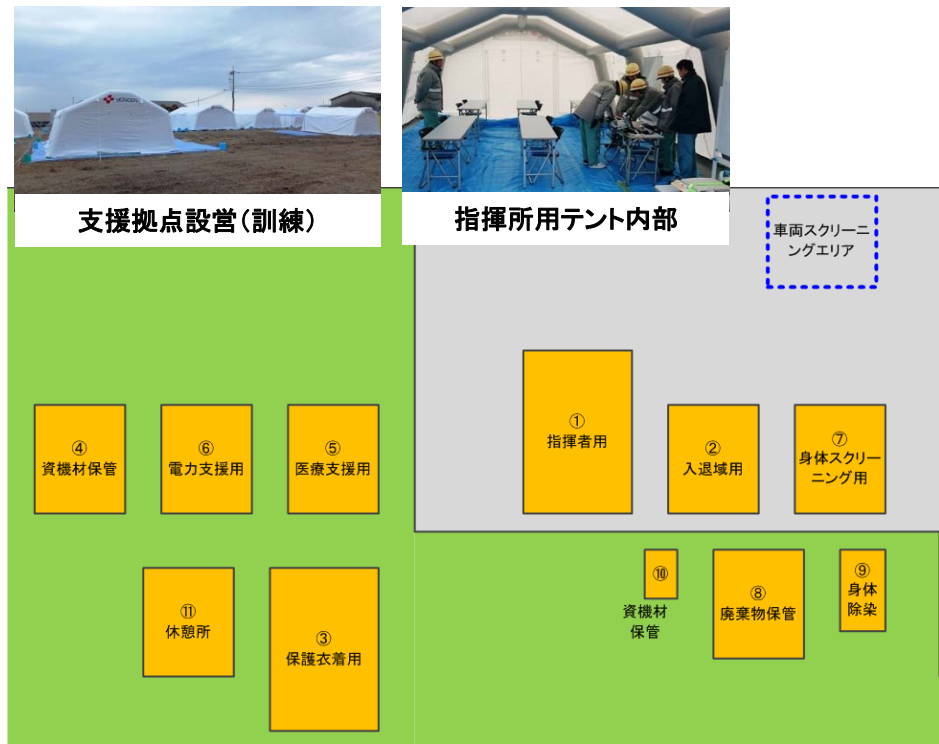 支援拠点設営(訓練)
指揮所用テント内部
車両スクリーニ
ングエリア
①
指揮者用
②
入退域用
⑦
身体スクリー
ニング用
④
資機材保管
⑥
電力支援用
⑤
医療支援用
⑪
休憩所
③
保護衣着用
⑩
資機材
保管
⑧
廃棄物保管
⑨
身体
除染